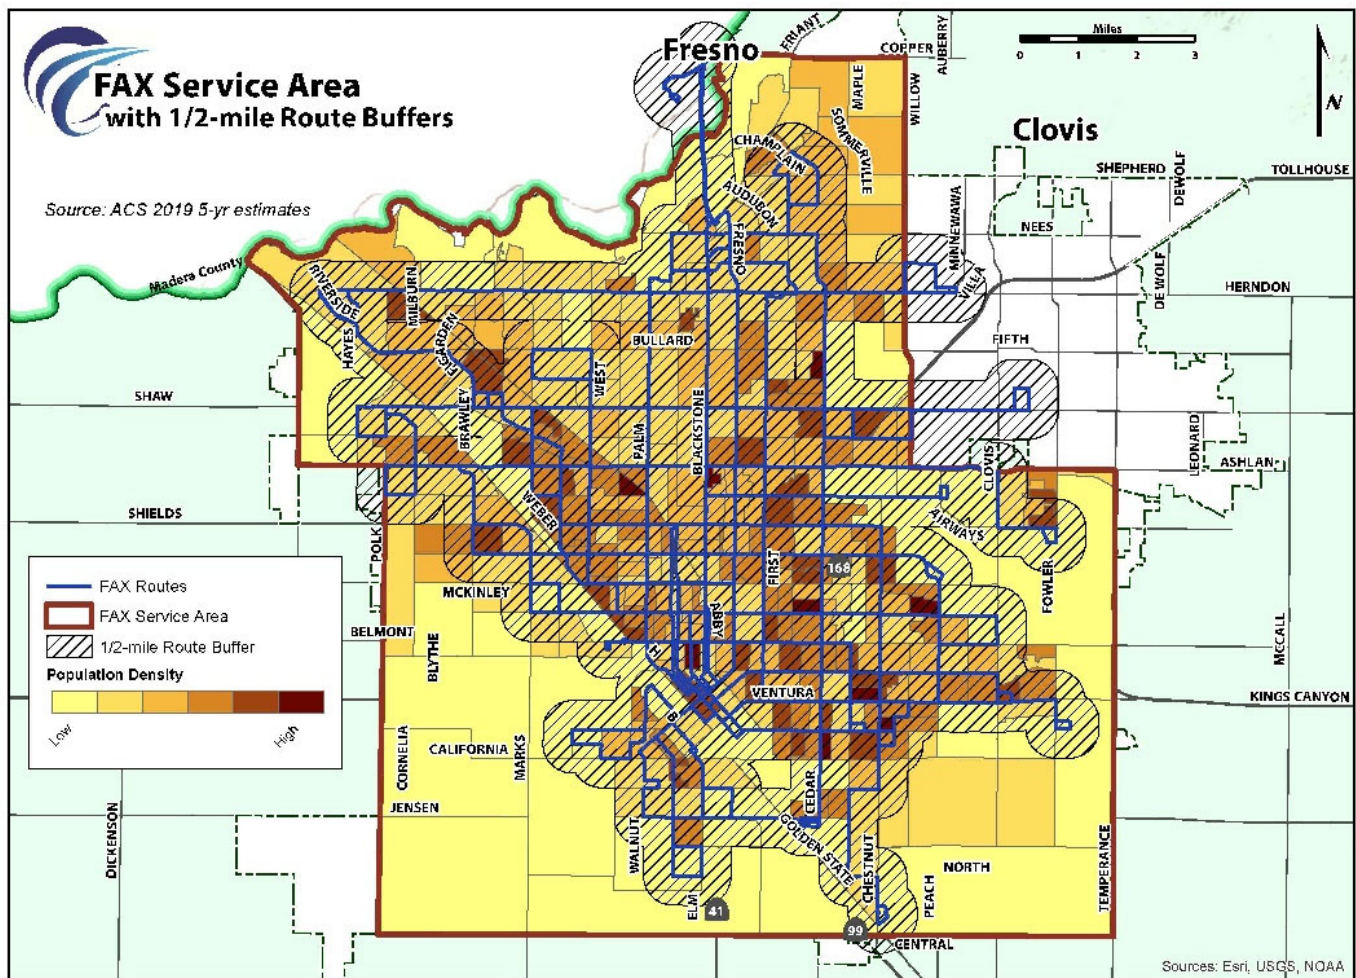 FAX Service Area
with 1/2-mile Route Buffers
Source: ACS 2019 5-yr estimates
Fresno
Clovis
Miles
0 1 2 3
N
FRIANT
COPPER
AUBERRY
WILLOW
MAPLE
SOMMERVILLE
CHAMPLAIN
AUDUBON
FRESNO
SHEPHERD
DEWOLF
TOLLHOUSE
MINNEWAWA
NEES
Madera County
RIVERSIDE
MILBURN
HAYES
FIGARDEN
VILLA
DE WOLF
HERNDON
BULLARD
FIFTH
WEST
SHAW
BRAWLEY
PALM
BLACKSTONE
CLOVIS
LEONARD
ASHLAN
SHIELDS
WEBER
AIRWAYS
POLK
FIRST
168
FOWLER
MCKINLEY
ABBY
BELMONT
BLYTHE
H
MCCALL
VENTURA
KINGS CANYON
B
CORNELIA
CALIFORNIA
MARKS
JENSEN
CEDAR
DICKENSON
WALNUT
GOLDEN STATE
CHESTNUT
NORTH
PEACH
TEMPERANCE
ELM
41
99
CENTRAL
FAX Routes
FAX Service Area
1/2-mile Route Buffer
Population Density
Low
High
Sources: Esri, USGS, NOAA